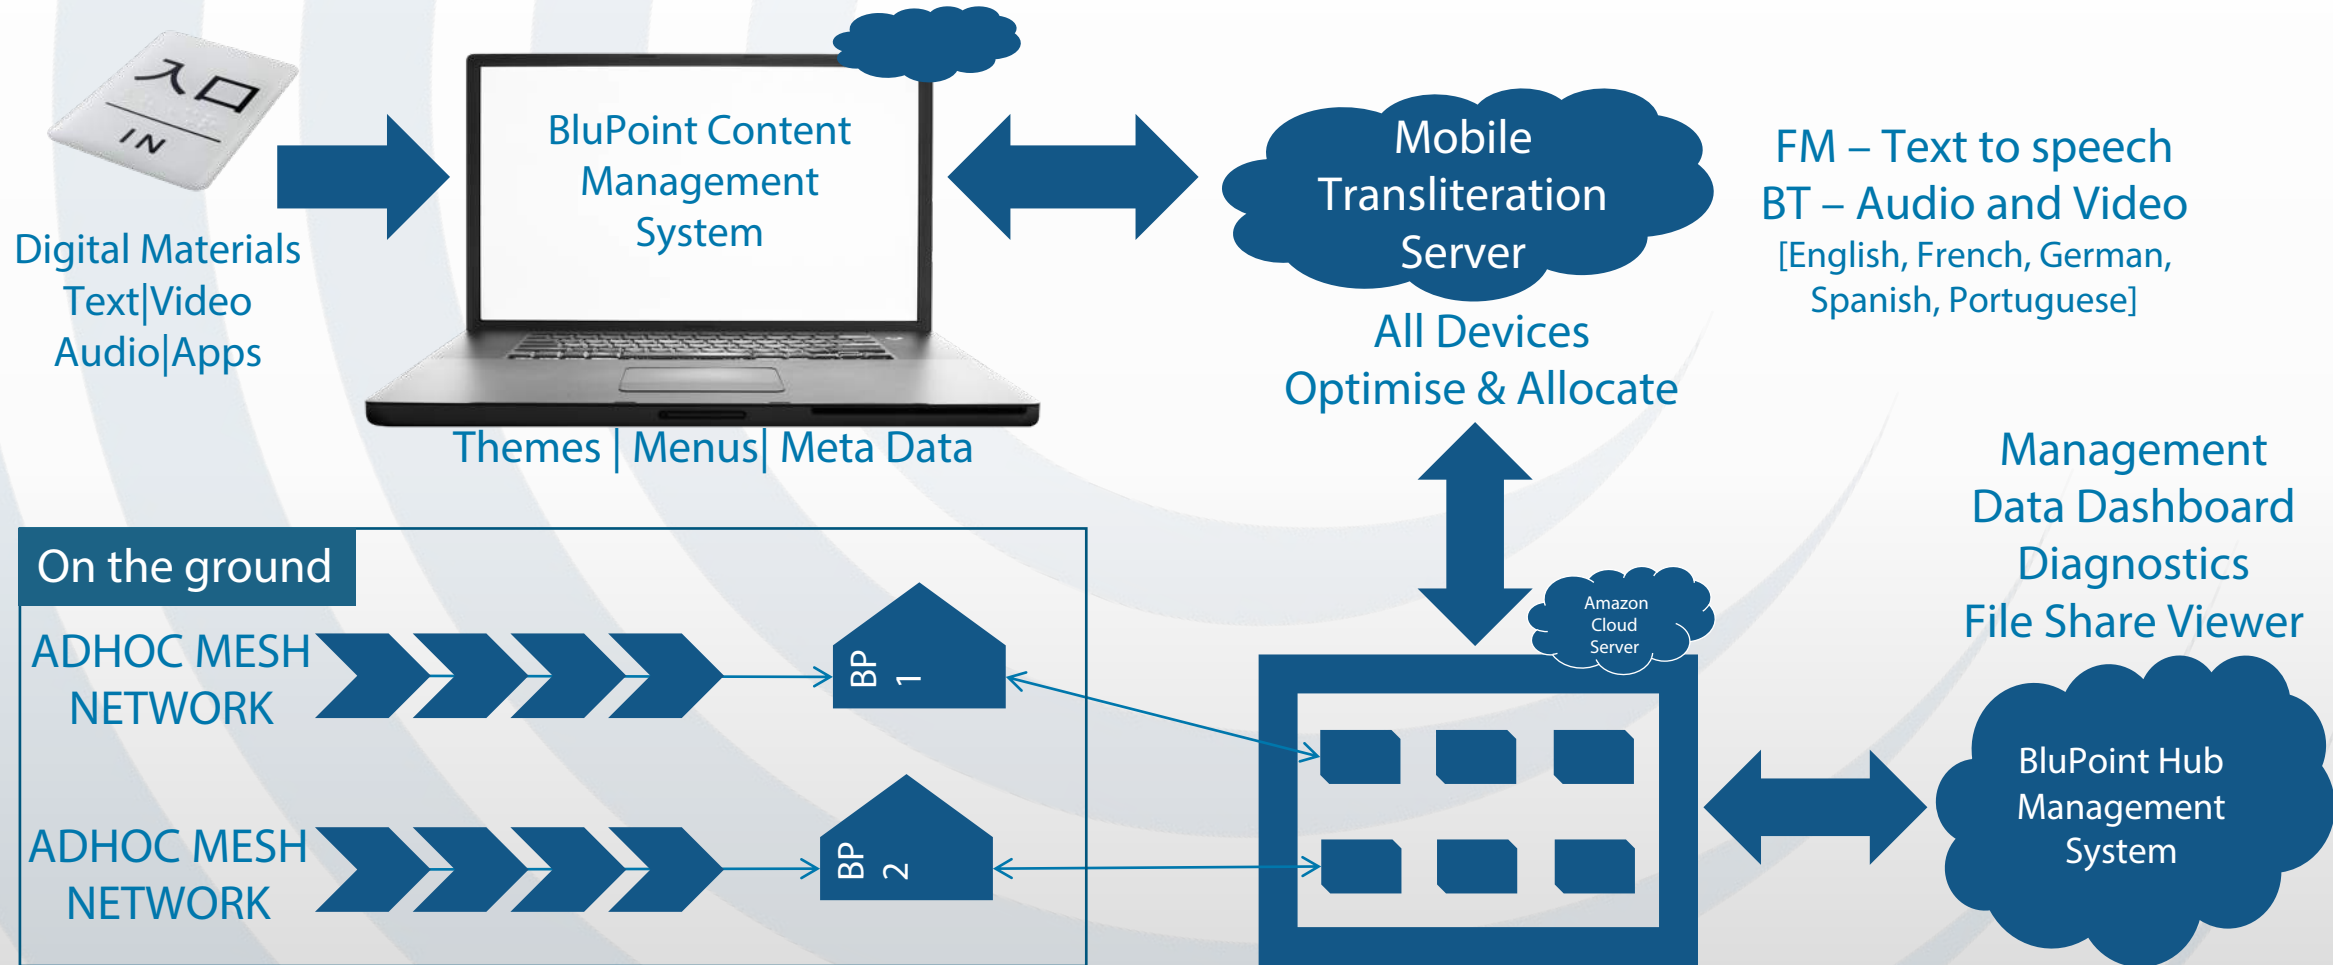 入口
IN
Digital Materials
Text|Video
Audio|Apps
BluPoint Content
Management
System
Themes | Menus| Meta Data
Mobile
Transliteration
Server
All Devices
Optimise & Allocate
FM – Text to speech
BT – Audio and Video
[English, French, German,
Spanish, Portuguese]
Management
Data Dashboard
Diagnostics
File Share Viewer
On the ground
ADHOC MESH
NETWORK
BP
1
ADHOC MESH
NETWORK
BP
2
Amazon
Cloud
Server
BluPoint Hub
Management
System